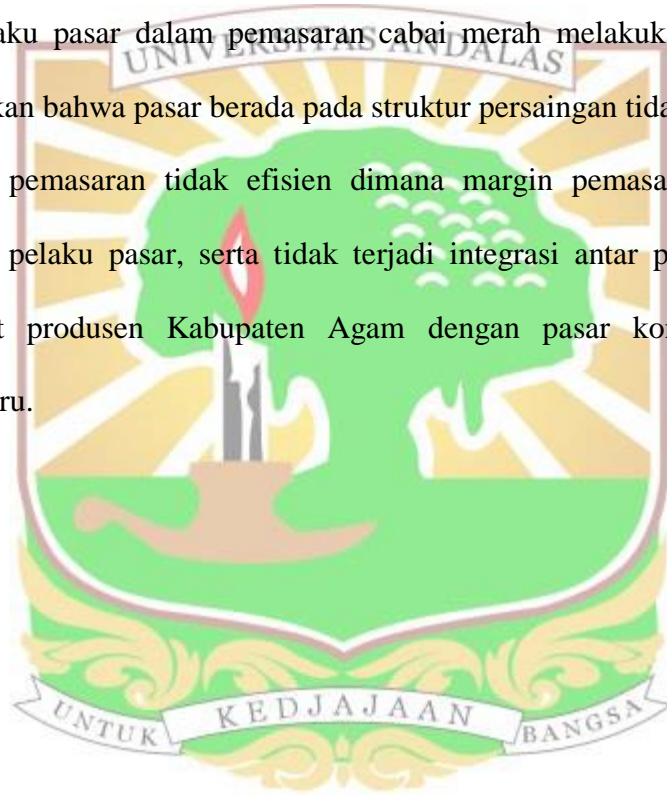 aku pasar dalam pemasaran cabai merah melakuk
UNIVERSITAS ANDALAS
kan bahwa pasar berada pada struktur persaingan tida
pemasaran tidak efisien dimana margin pemasa
pelaku pasar, serta tidak terjadi integrasi antar p
t produsen Kabupaten Agam dengan pasar ko
ru.
UNTUK KEDJAJAAN BANGSA